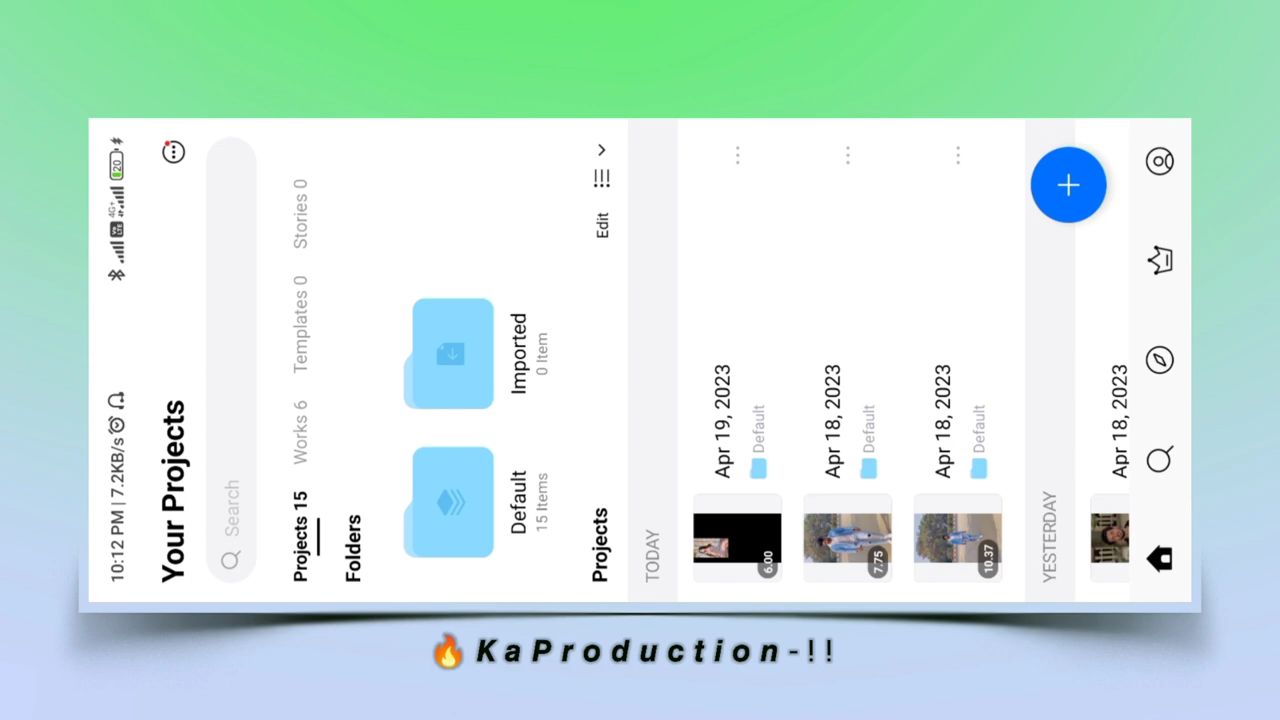 10:12 PM | 7.2KB/s
4G+
20
Your Projects
Search
Projects 15 Works 6 Templates 0 Stories 0
Folders
Default
15 Items
Imported
0 Item
Projects
Edit
TODAY
Apr 19, 2023
Default
6.00
Apr 18, 2023
Default
7.75
Apr 18, 2023
Default
10.37
YESTERDAY
Apr 18, 2023
🔥KaProduction-!!